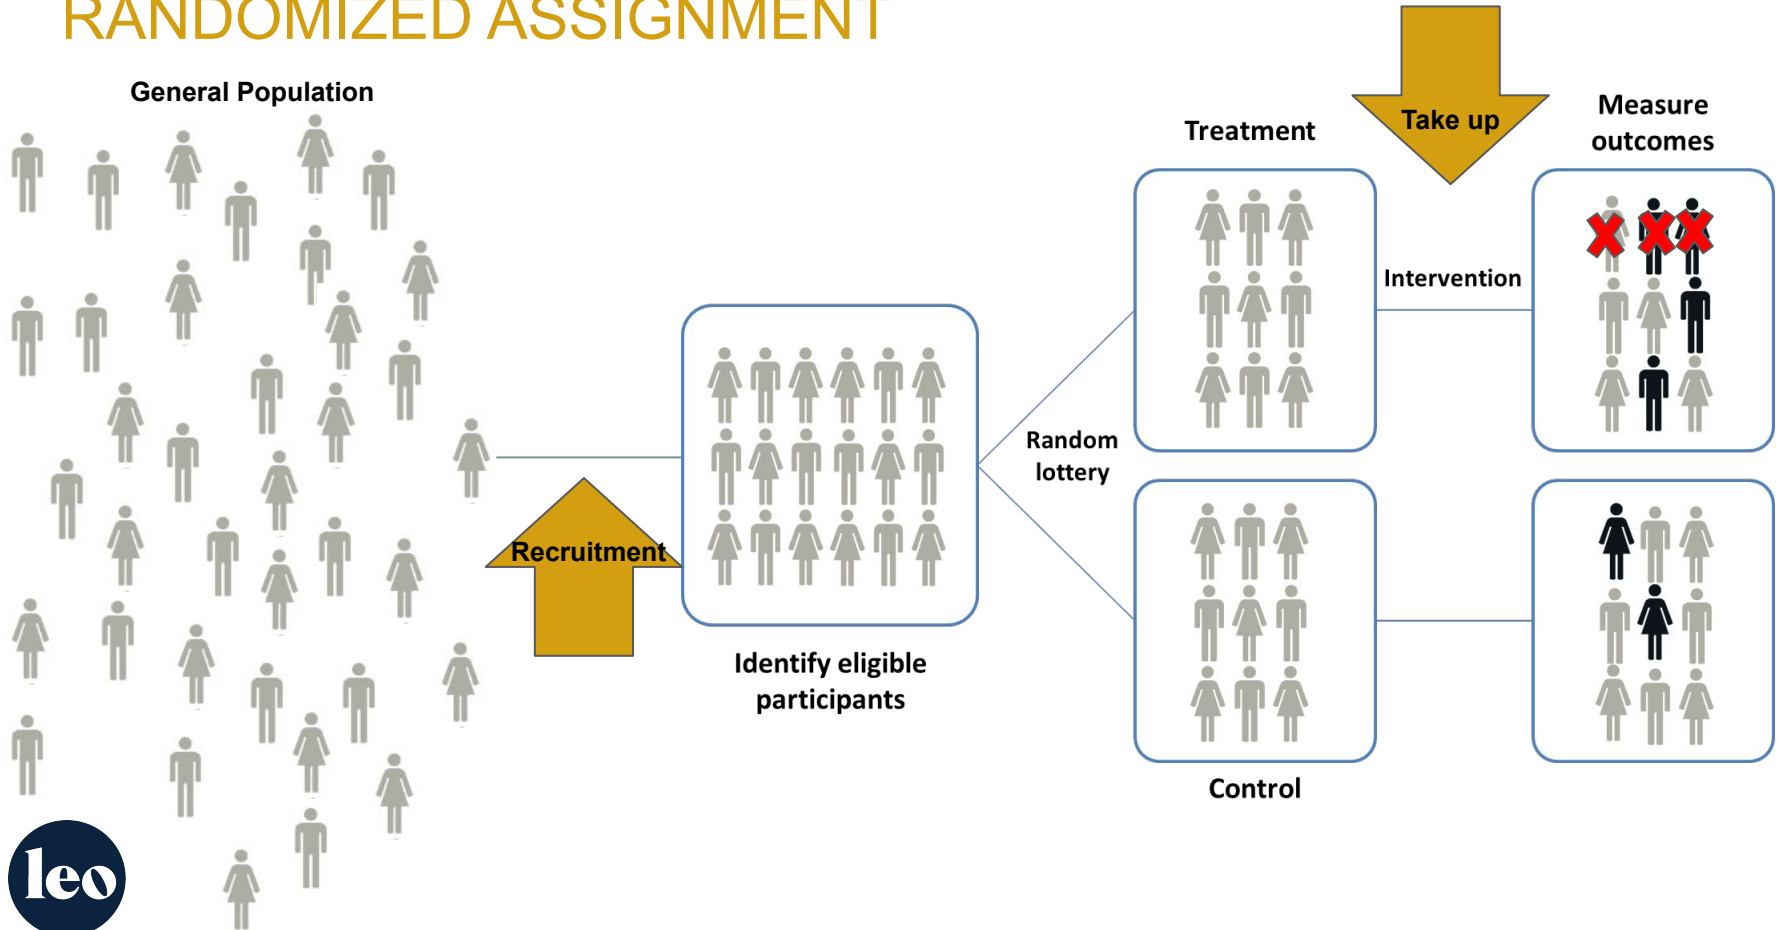 RANDOMIZED ASSIGNMENT
General Population
Recruitment
Identify eligible
participants
Random
lottery
Treatment
Control
Take up
Intervention
Measure
outcomes
leo